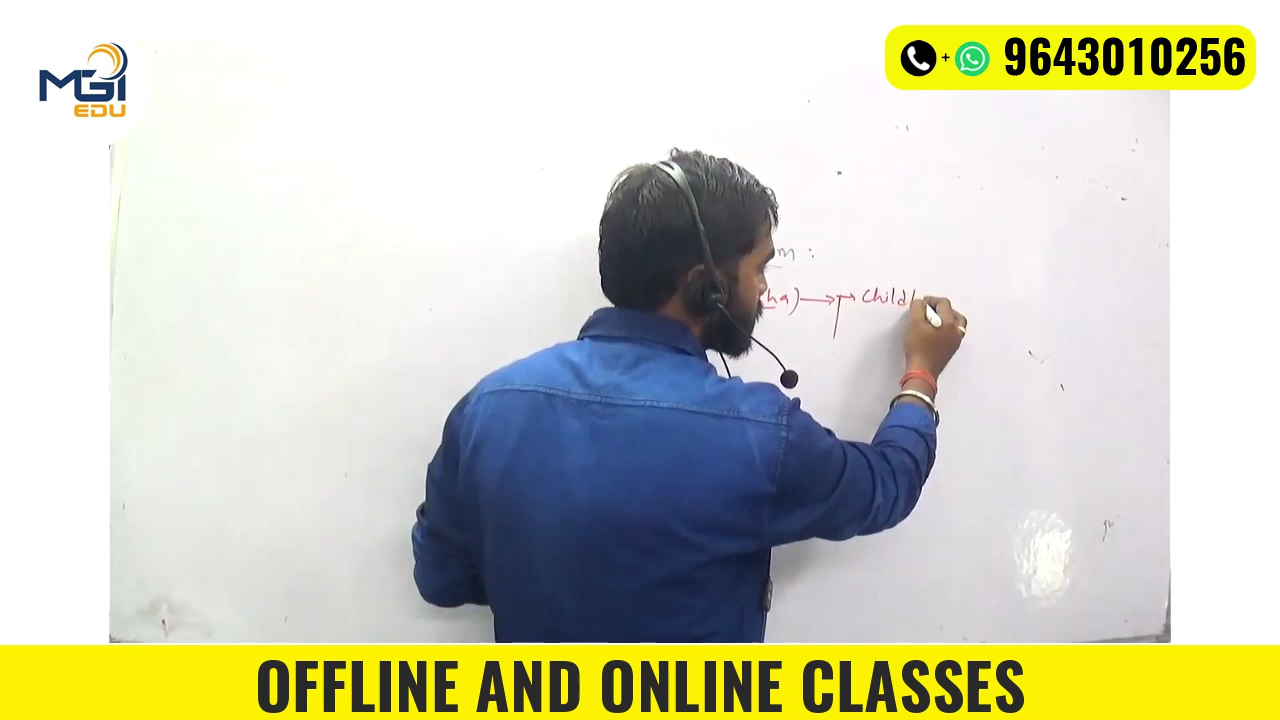 MGI
EDU
+ 9643010256
m :
ha) → → child
OFFLINE AND ONLINE CLASSES